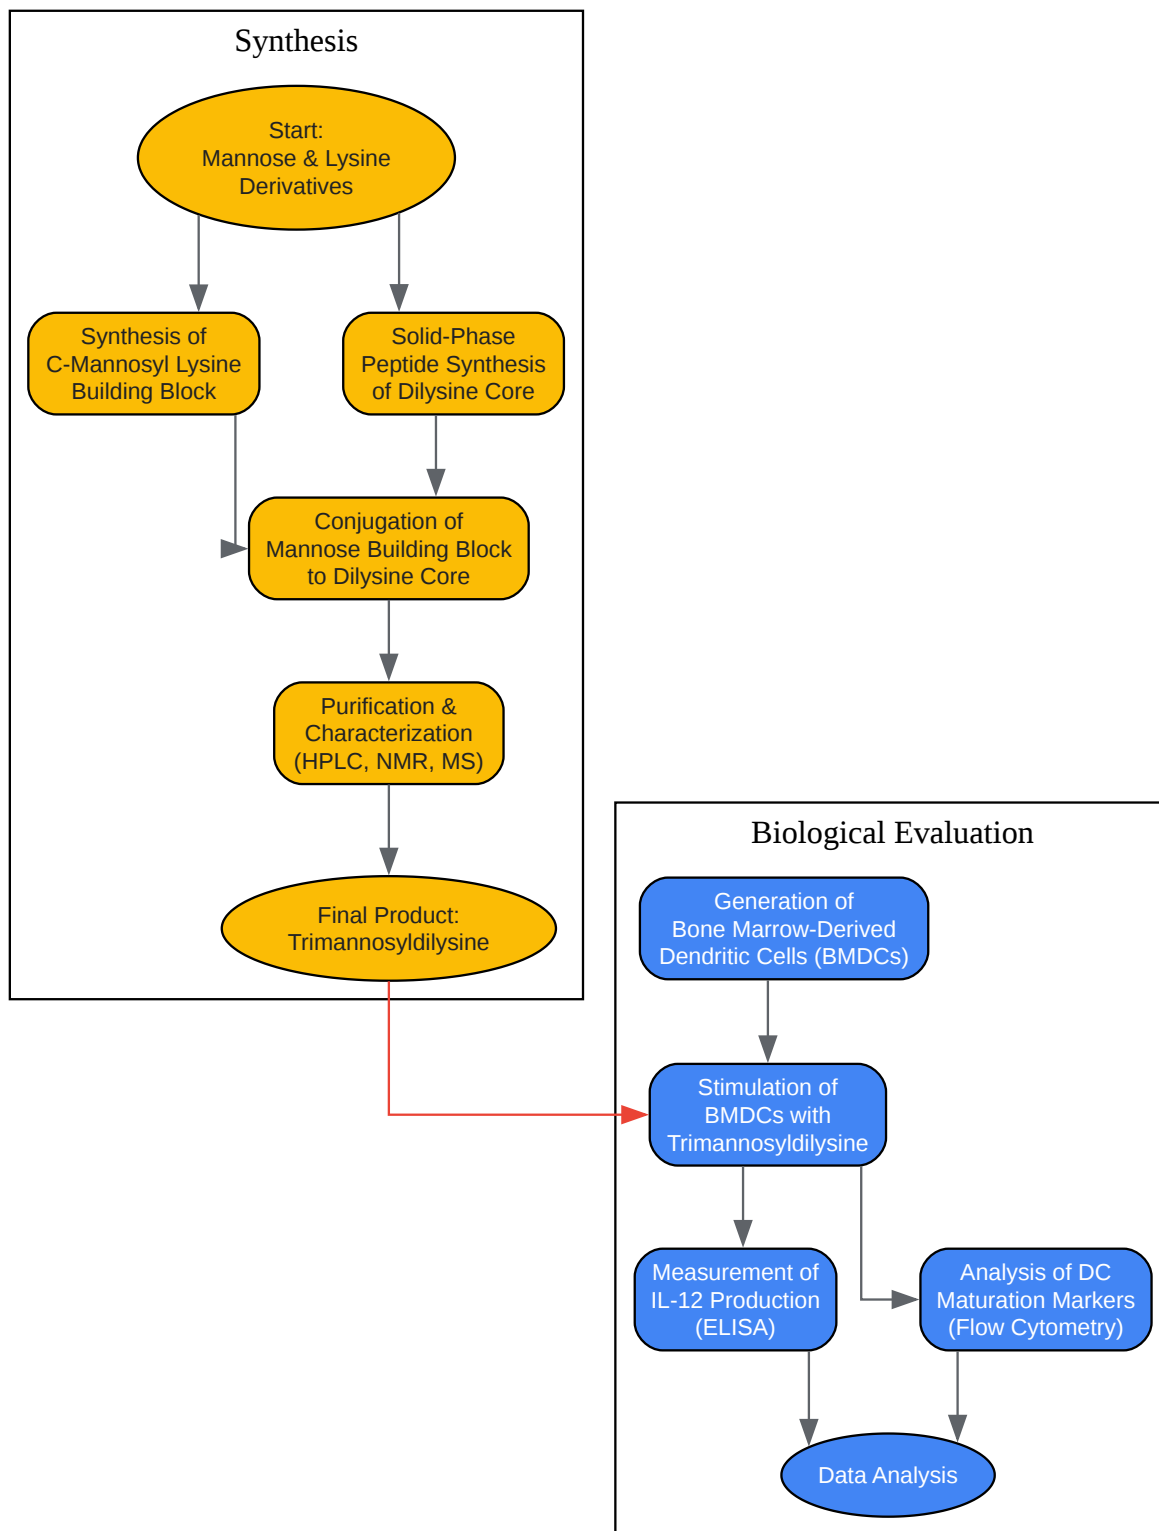 Synthesis
Start:
Mannose & Lysine
Derivatives
Synthesis of
C-Mannosyl Lysine
Building Block
Solid-Phase
Peptide Synthesis
of Dilysine Core
Conjugation of
Mannose Building Block
to Dilysine Core
Purification &
Characterization
(HPLC, NMR, MS)
Final Product:
Trimannosyldilysine
Biological Evaluation
Generation of
Bone Marrow-Derived
Dendritic Cells (BMDCs)
Stimulation of
BMDCs with
Trimannosyldilysine
Measurement of
IL-12 Production
(ELISA)
Analysis of DC
Maturation Markers
(Flow Cytometry)
Data Analysis